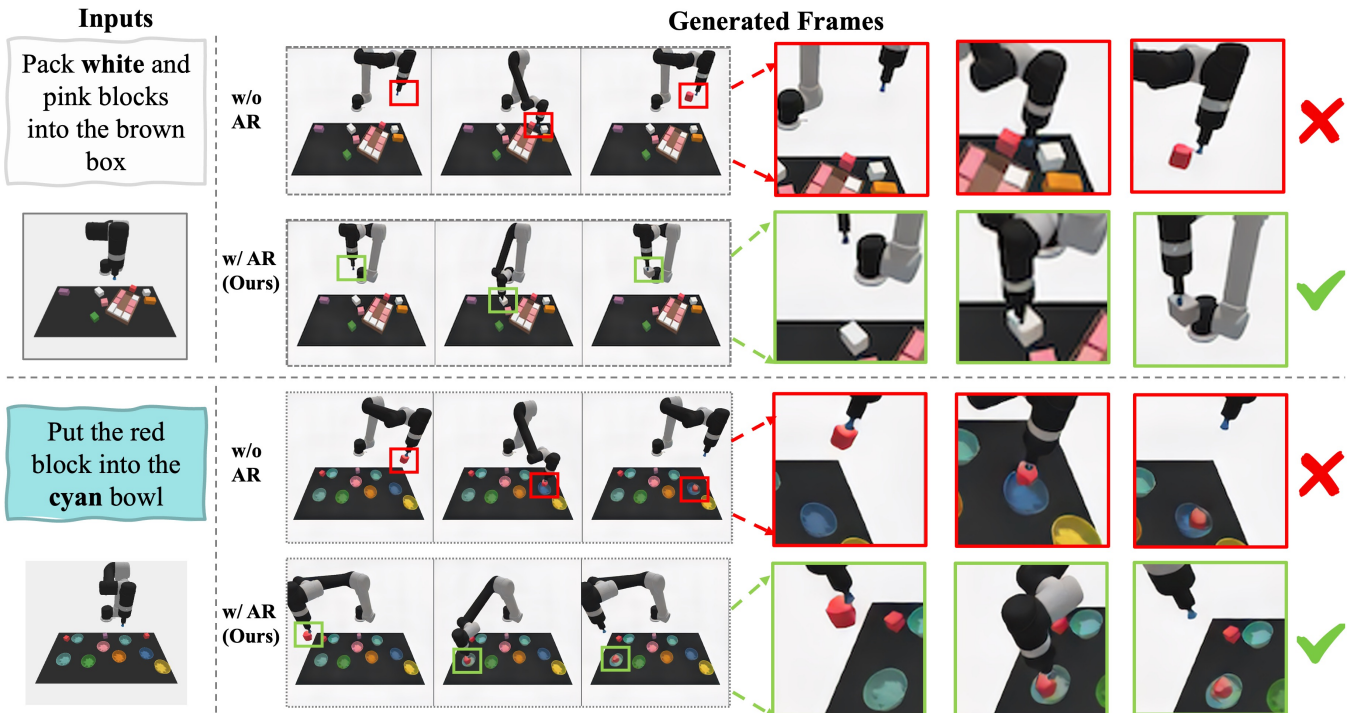 Inputs
Generated Frames
Pack white and
pink blocks
into the brown
box
w/o
AR
w/ AR
(Ours)
Put the red
block into the
cyan bowl
w/o
AR
w/ AR
(Ours)